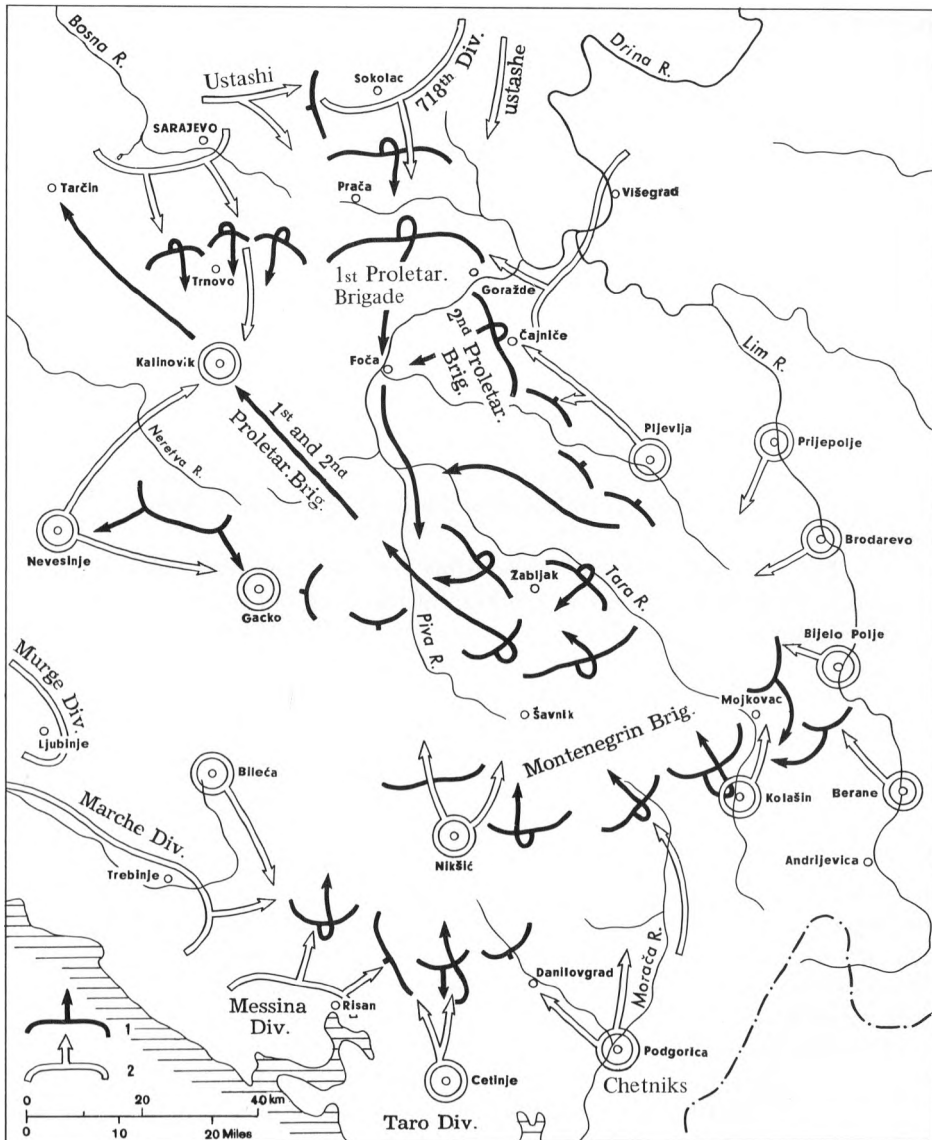 Bosna R.
Ustashi
Sokolac
718th Div.
ustashe
Drina R.
SARAJEVO
Tarčin
Prača
Višegrad
Trnovo
1st Proletar.
Brigade
Goražde
Kalinovik
Foča
2nd Proletar.
Brig.
Čajniče
Lim R.
1st and 2nd
Proletar. Brig.
Neretva R.
Pljevlja
Prijepolje
Nevesinje
Gacko
Brodarevo
Žabljak
Tara R.
Piva R.
Bijelo Polje
Murge Div.
Ljubinje
Šavnik
Mojkovac
Montenegrin Brig.
Bileća
Kolašin
Berane
Marche Div.
Trebinje
Nikšić
Andrijevica
Morača R.
Danilovgrad
Messina
Div.
Risan
Podgorica
Cetinje
Chetniks
Taro Div.
1
2
0 20 40 km
0 10 20 Miles